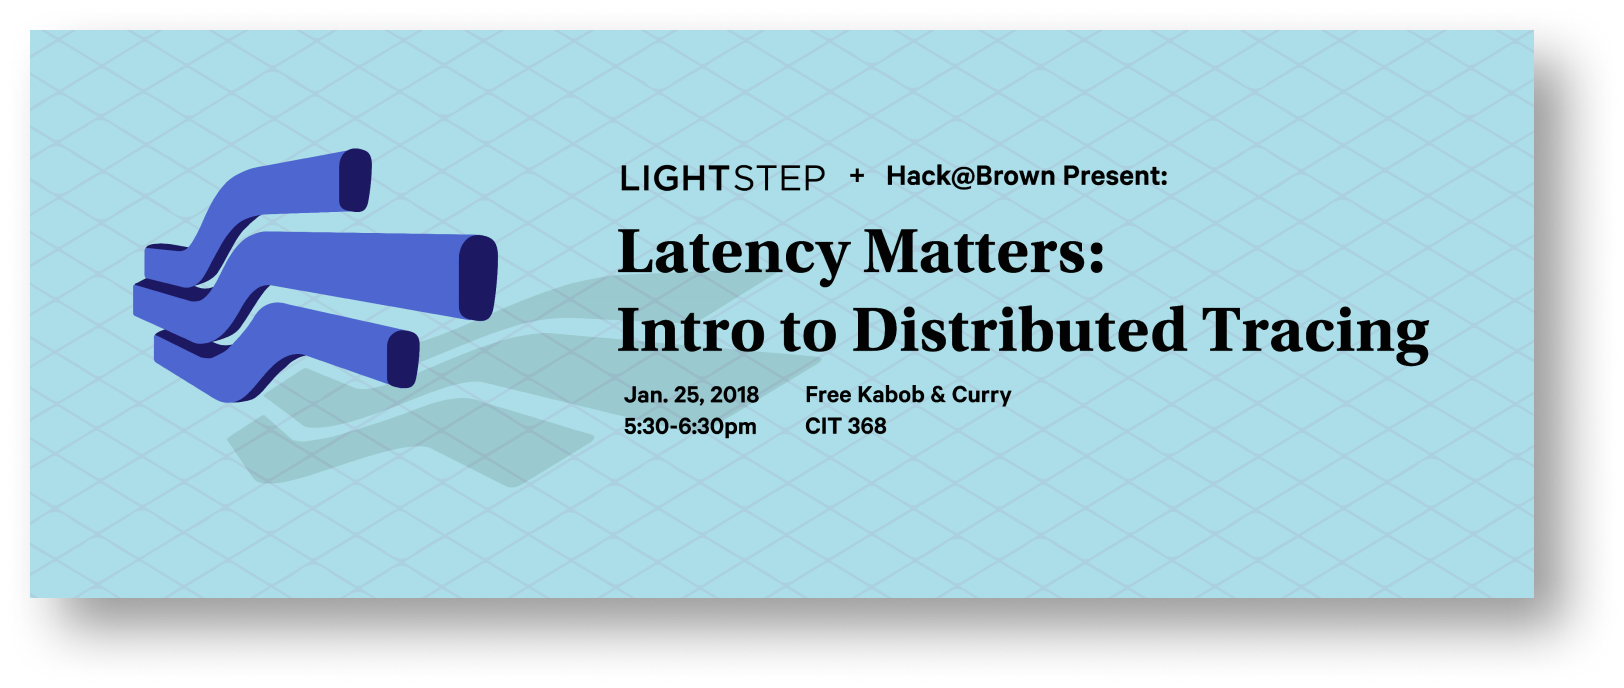 LIGHTSTEP + Hack@Brown Present:
Latency Matters:
Intro to Distributed Tracing
Jan. 25, 2018 Free Kabob & Curry
5:30-6:30pm CIT 368